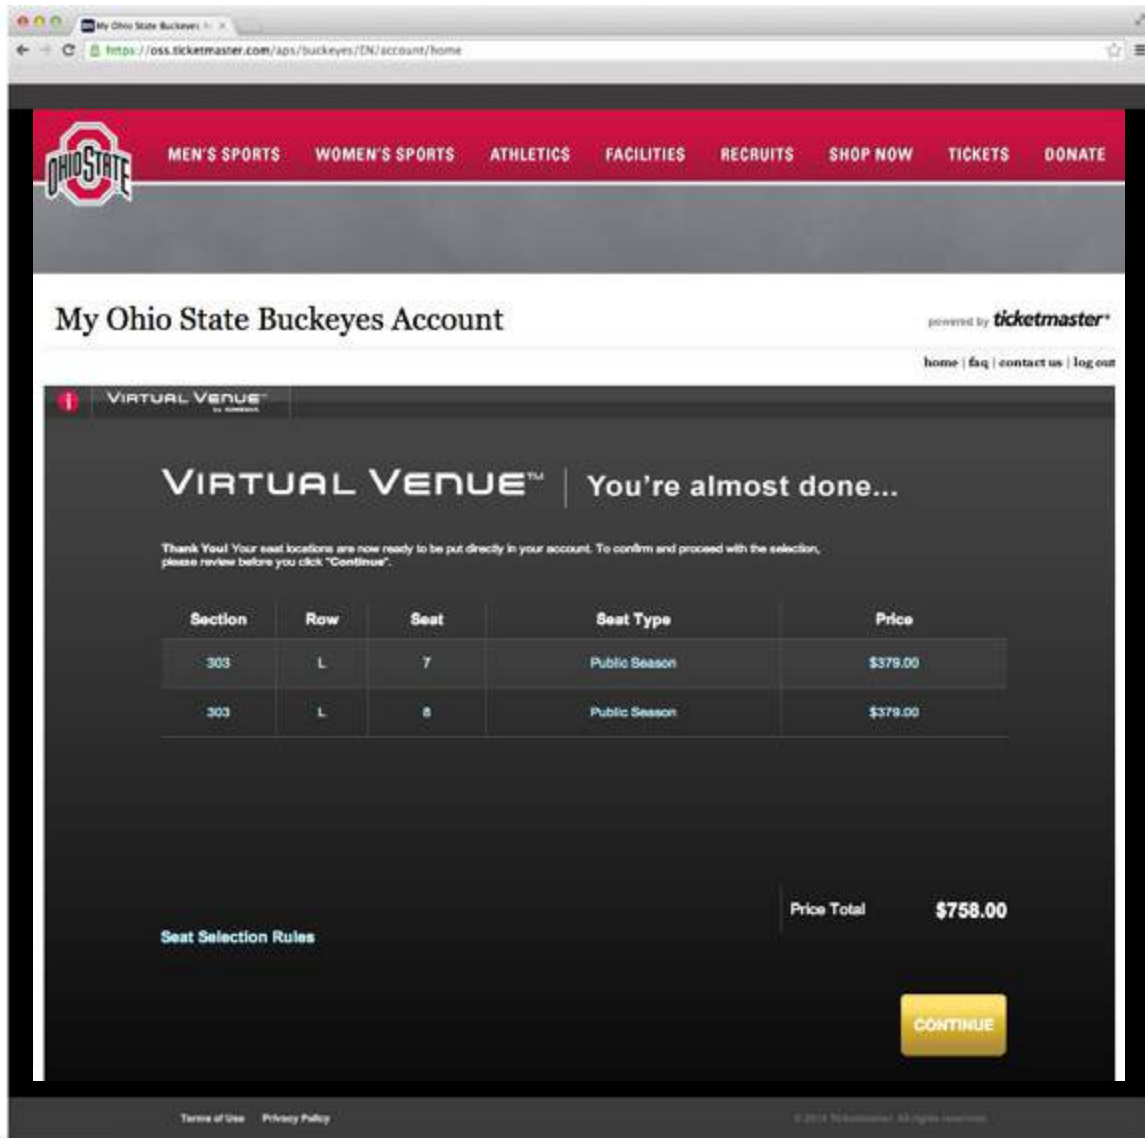 My Ohio State Buckeyes
https://oss.ticketmaster.com/aps/buckeyes/EN/account/home
OHIO STATE
MEN'S SPORTS WOMEN'S SPORTS ATHLETICS FACILITIES RECRUITS SHOP NOW TICKETS DONATE
My Ohio State Buckeyes Account
powered by ticketmaster
home | faq | contact us | log out
i VIRTUAL VENUE™
VIRTUAL VENUE™ | You're almost done...
Thank You! Your seat locations are now ready to be put directly in your account. To confirm and proceed with the selection,
please review before you click "Continue".
Section Row Seat Seat Type Price
303 L 7 Public Season $379.00
303 L 8 Public Season $379.00
Price Total $758.00
Seat Selection Rules
CONTINUE
Terms of Use Privacy Policy
Ticketmaster. All rights reserved.